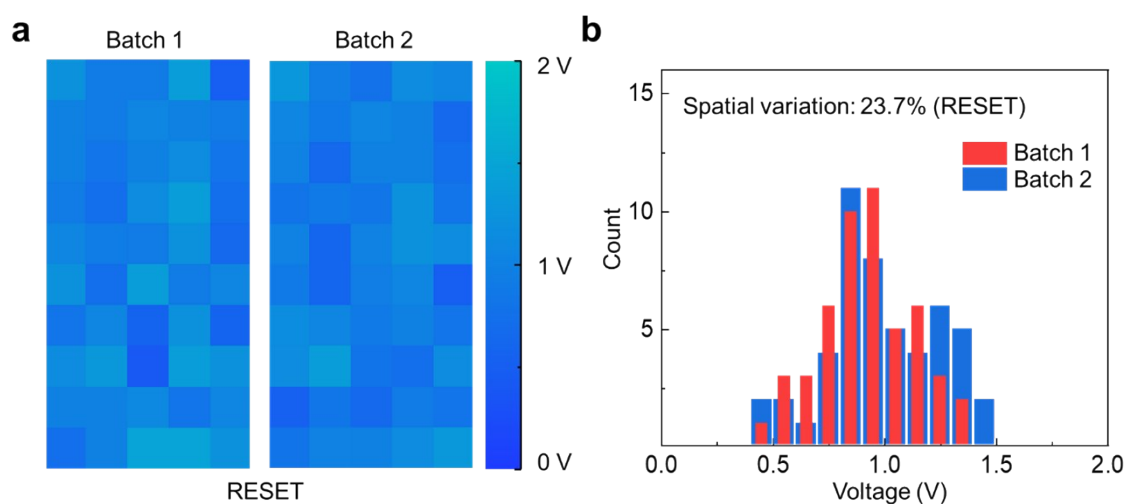 a
Batch 1
Batch 2
2 V
1 V
0 V
RESET
b
Spatial variation: 23.7% (RESET)
Batch 1
Batch 2
Count
15
10
5
0.0
0.5
1.0
1.5
2.0
Voltage (V)